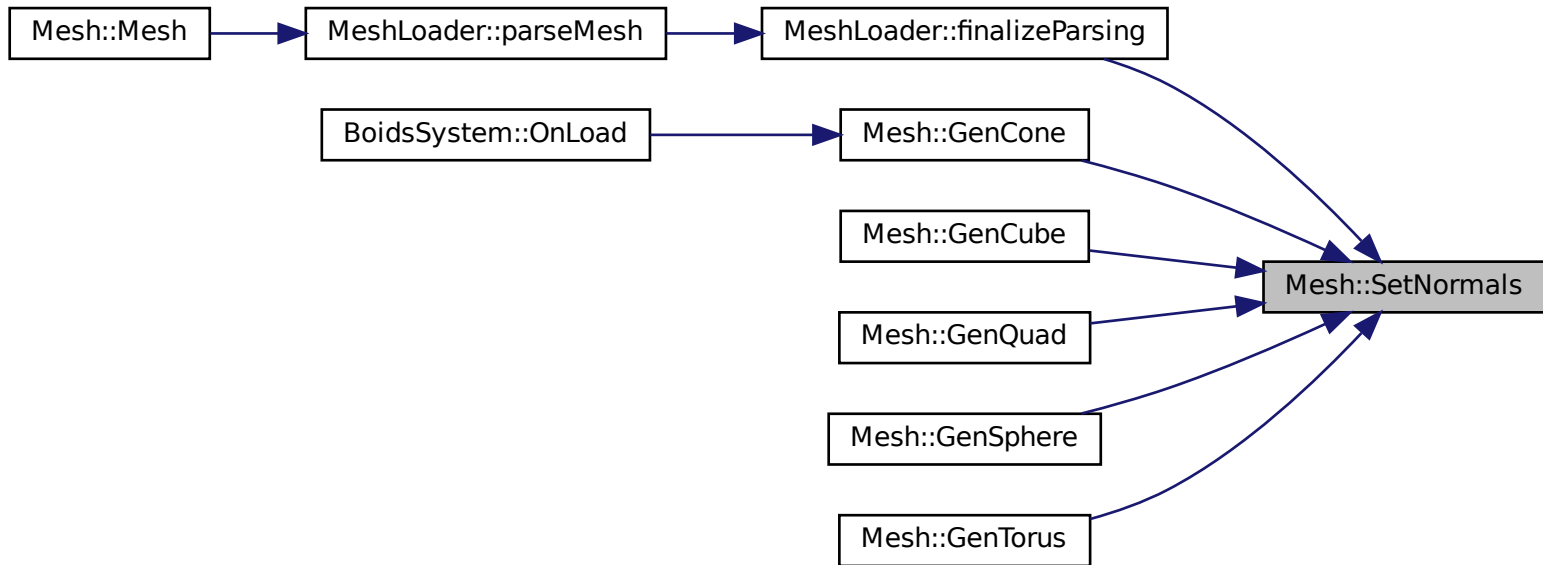 Mesh::Mesh
MeshLoader::parseMesh
MeshLoader::finalizeParsing
BoidsSystem::OnLoad
Mesh::GenCone
Mesh::GenCube
Mesh::SetNormals
Mesh::GenQuad
Mesh::GenSphere
Mesh::GenTorus